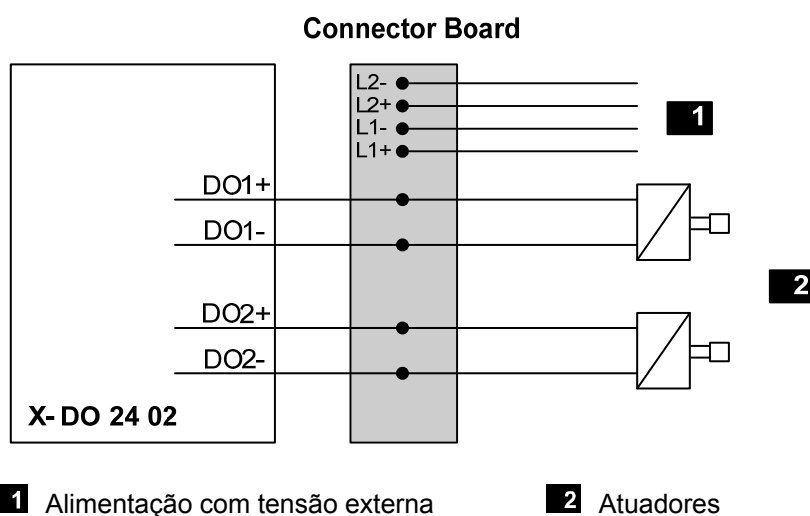 Connector Board
L2-
L2+
L1-
L1+
1
DO1+
DO1-
2
DO2+
DO2-
X- DO 24 02
1 Alimentação com tensão externa
2 Atuadores